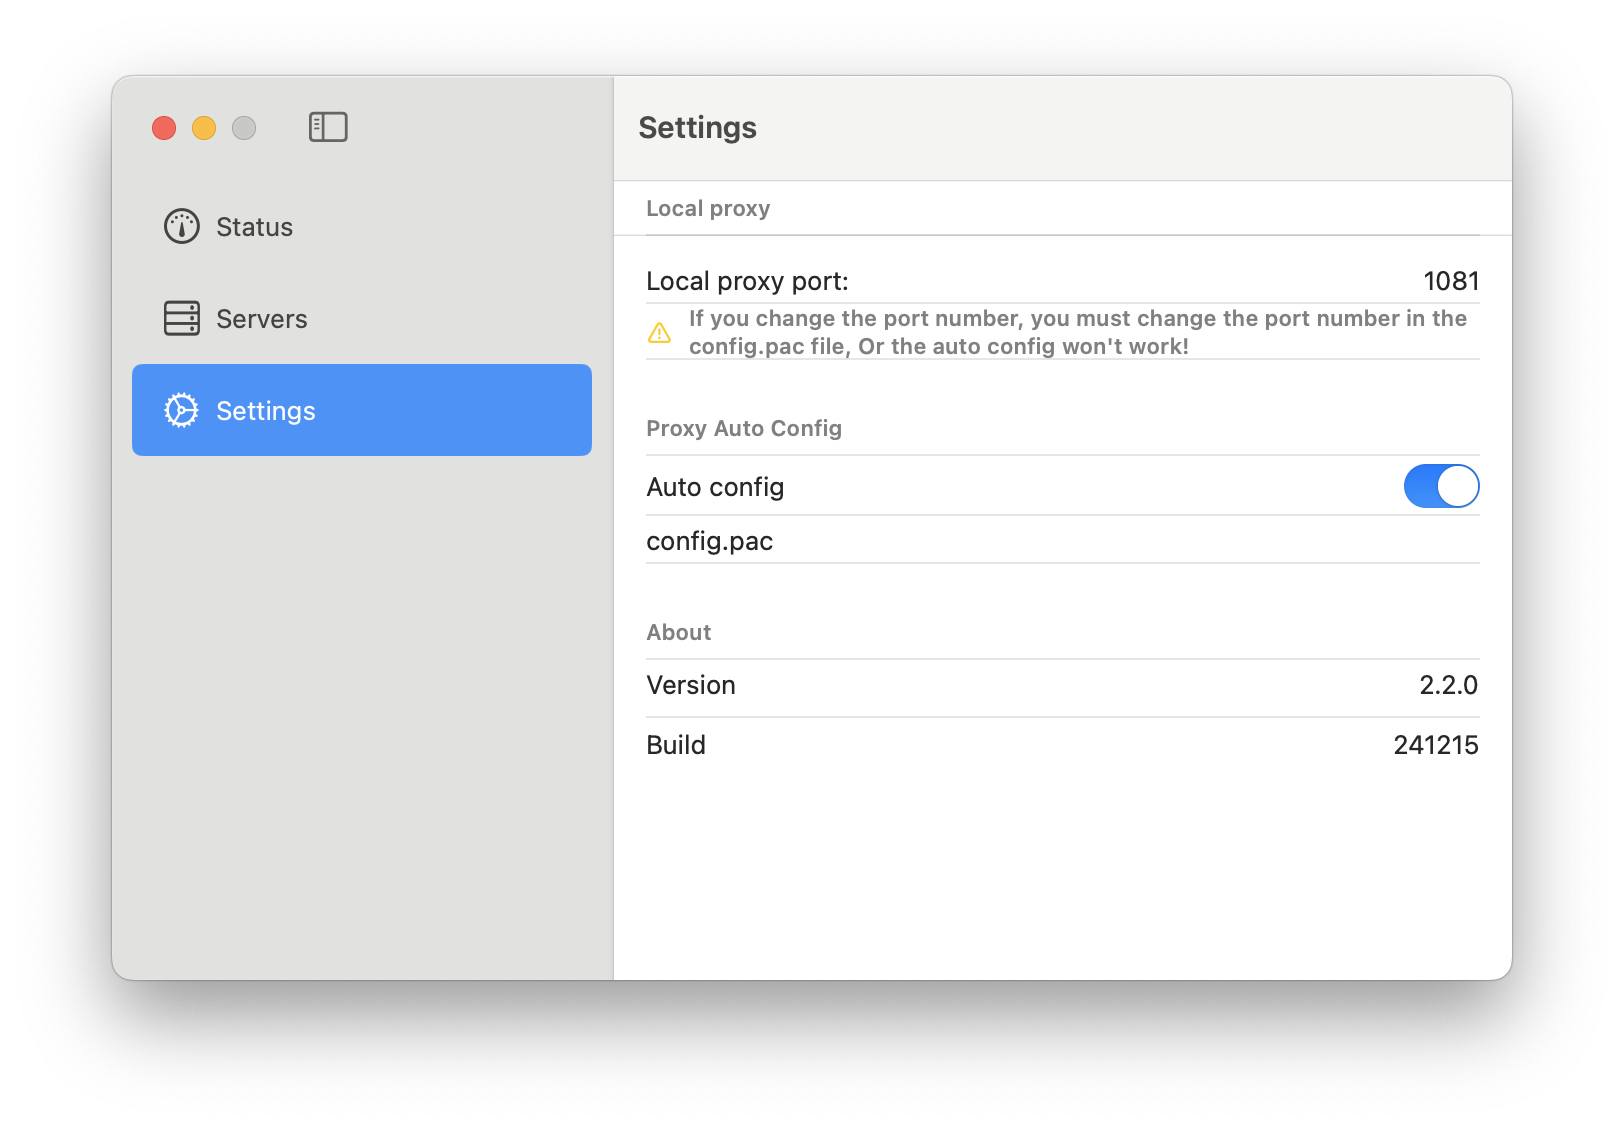 Status
Servers
Settings
Settings
Local proxy
Local proxy port: 1081
If you change the port number, you must change the port number in the
config.pac file, Or the auto config won't work!
Proxy Auto Config
Auto config
config.pac
About
Version 2.2.0
Build 241215